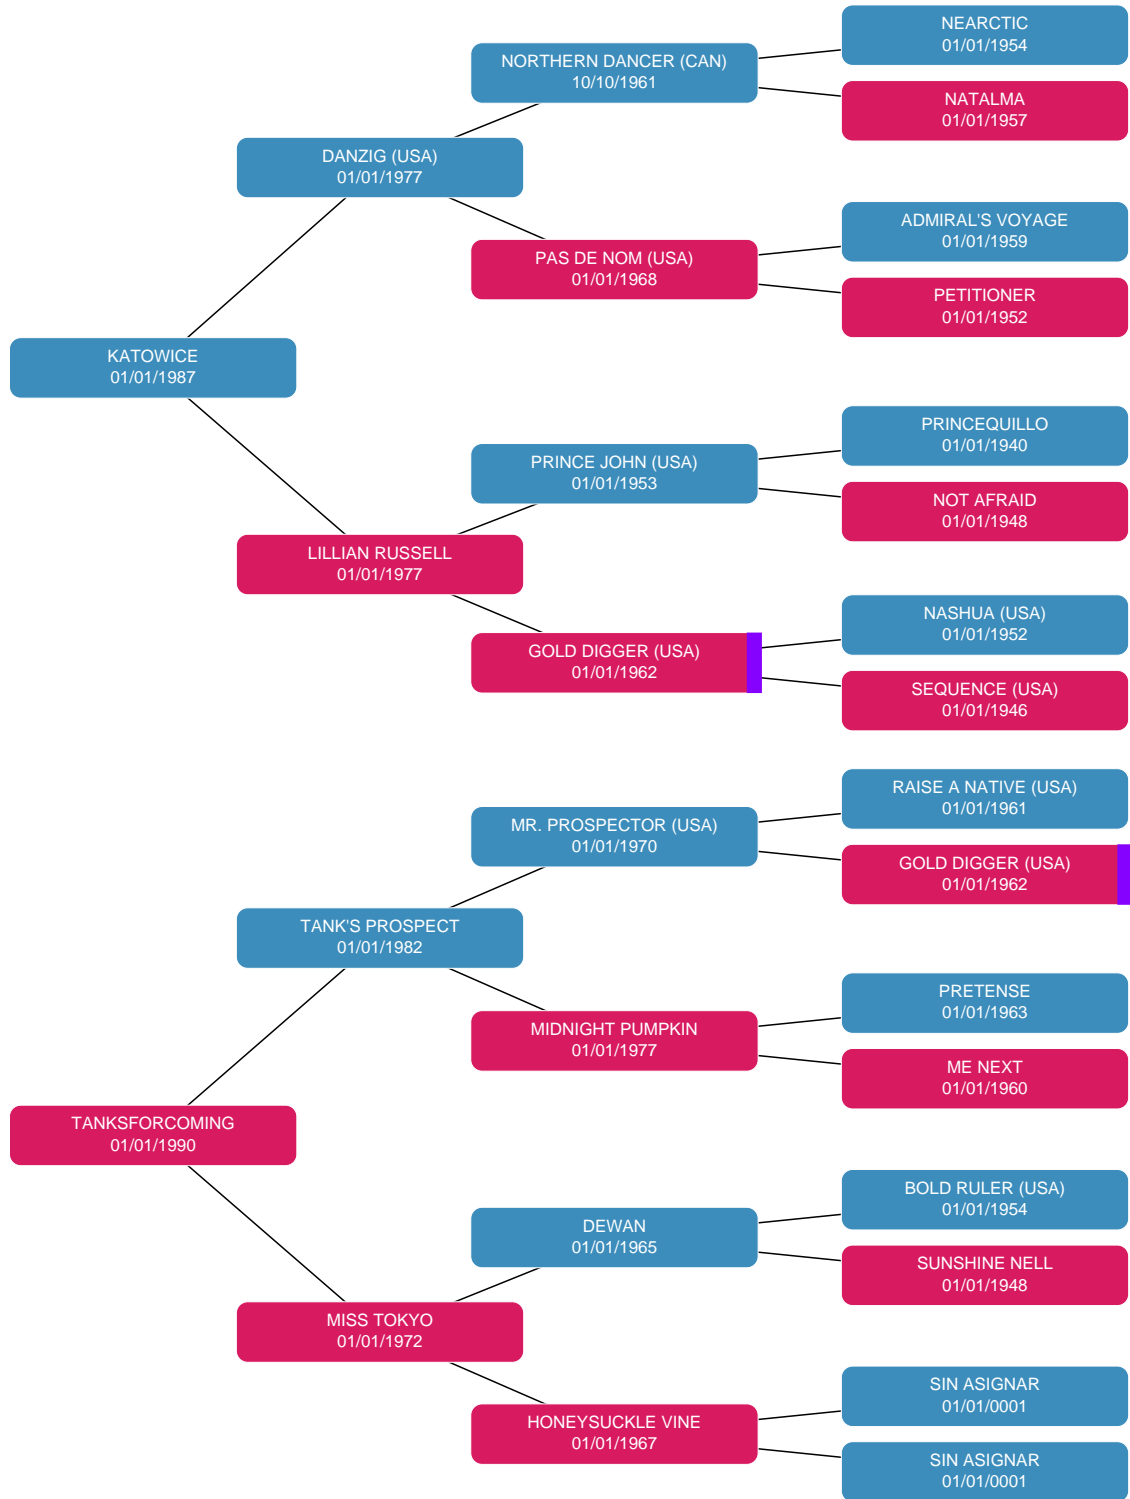 NEARCTIC
01/01/1954
NORTHERN DANCER (CAN)
10/10/1961
NATALMA
01/01/1957
DANZIG (USA)
01/01/1977
ADMIRAL'S VOYAGE
01/01/1959
PAS DE NOM (USA)
01/01/1968
PETITIONER
01/01/1952
KATOWICE
01/01/1987
PRINCEQUILLO
01/01/1940
PRINCE JOHN (USA)
01/01/1953
NOT AFRAID
01/01/1948
LILLIAN RUSSELL
01/01/1977
NASHUA (USA)
01/01/1952
GOLD DIGGER (USA)
01/01/1962
SEQUENCE (USA)
01/01/1946
RAISE A NATIVE (USA)
01/01/1961
MR. PROSPECTOR (USA)
01/01/1970
GOLD DIGGER (USA)
01/01/1962
TANK'S PROSPECT
01/01/1982
PRETENSE
01/01/1963
MIDNIGHT PUMPKIN
01/01/1977
ME NEXT
01/01/1960
TANKSFORCOMING
01/01/1990
BOLD RULER (USA)
01/01/1954
DEWAN
01/01/1965
SUNSHINE NELL
01/01/1948
MISS TOKYO
01/01/1972
SIN ASIGNAR
01/01/0001
HONEYSUCKLE VINE
01/01/1967
SIN ASIGNAR
01/01/0001